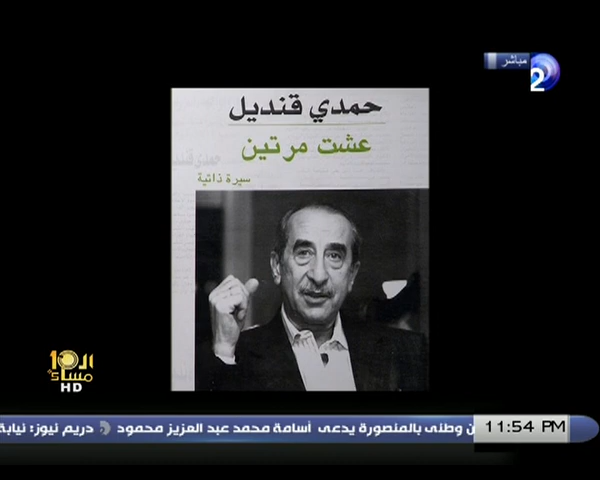 مباشر
2
حمدي قنديل
عشت مرتين
سيرة ذاتية
الـ10
مساءً
HD
ن وطنى بالمنصورة يدعى أسامة محمد عبد العزيز محمود دريم نيوز: نيابة
11:54 PM